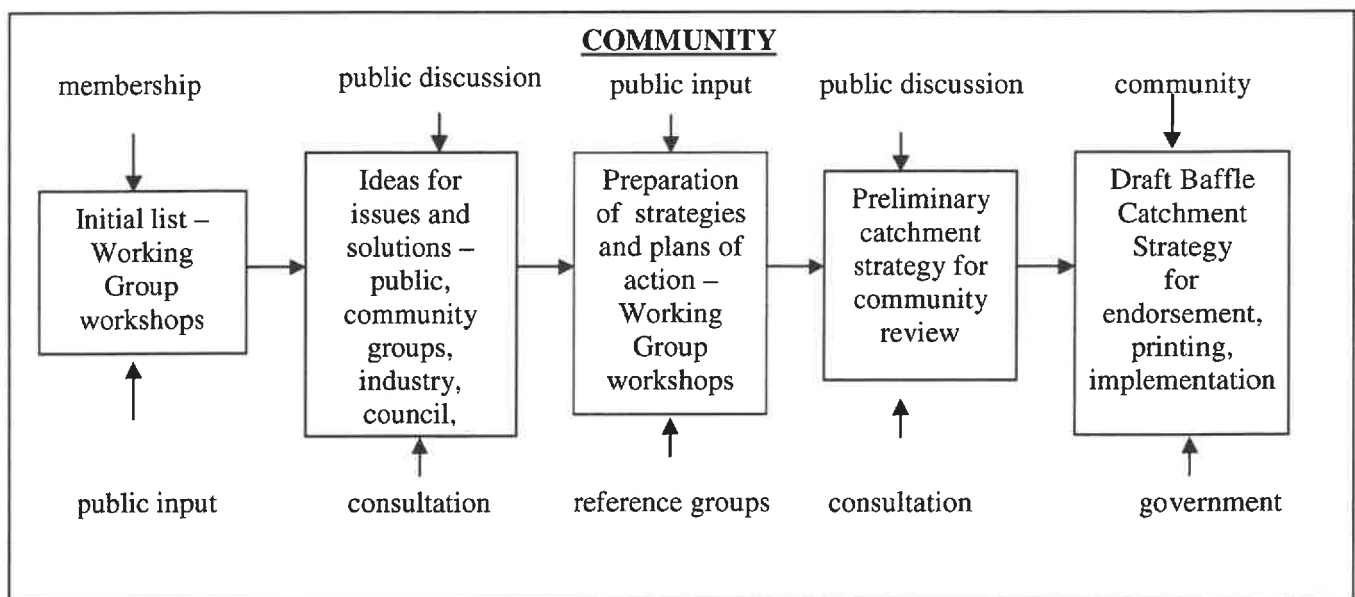 COMMUNITY
membership
public discussion
public input
public discussion
community
Initial list –
Working
Group
workshops
Ideas for
issues and
solutions –
public,
community
groups,
industry,
council,
Preparation
of strategies
and plans of
action –
Working
Group
workshops
Preliminary
catchment
strategy for
community
review
Draft Baffle
Catchment
Strategy
for
endorsement,
printing,
implementation
public input
consultation
reference groups
consultation
government